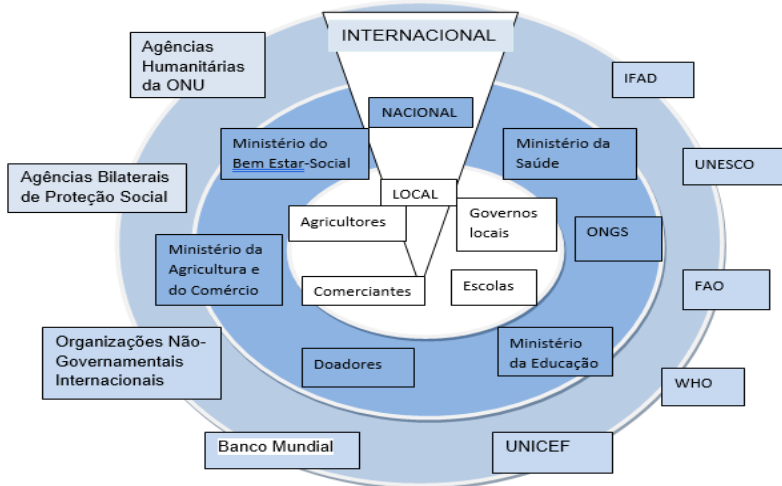 INTERNACIONAL
Agências
Humanitárias
da ONU
IFAD
NACIONAL
Ministério do
Bem Estar-Social
Ministério da
Saúde
UNESCO
Agências Bilaterais
de Proteção Social
LOCAL
Agricultores
Governos
locais
ONGS
Ministério da
Agricultura e
do Comércio
Comerciantes
Escolas
FAO
Organizações Não-
Governamentais
Internacionais
Doadores
Ministério
da Educação
WHO
Banco Mundial
UNICEF